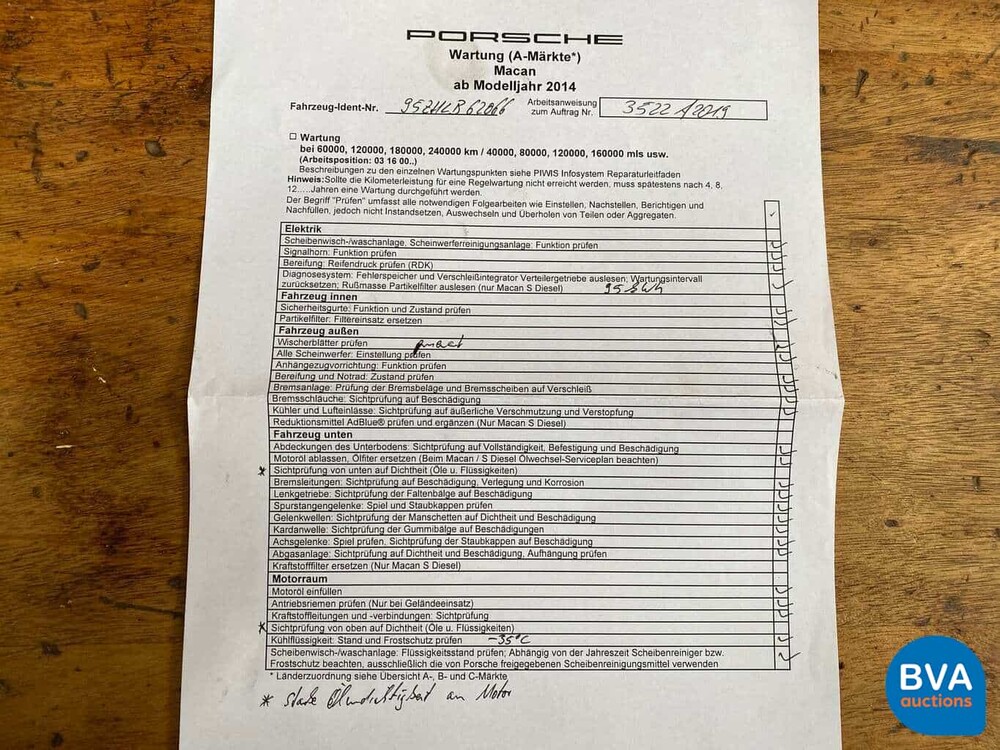 PORSCHE
Wartung (A-Märkte*)
Macan
ab Modelljahr 2014
Fahrzeug-Ident-Nr. 95ZHLB62066 Arbeitsanweisung zum Auftrag Nr. 3522 A2019
□ Wartung
bei 60000, 120000, 180000, 240000 km / 40000, 80000, 120000, 160000 mls usw.
(Arbeitsposition: 03 16 00..)
Beschreibungen zu den einzelnen Wartungspunkten siehe PIWIS Infosystem Reparaturleitfaden
Hinweis:Sollte die Kilometerleistung für eine Regelwartung nicht erreicht werden, muss spätestens nach 4, 8,
12.....Jahren eine Wartung durchgeführt werden.
Der Begriff "Prüfen" umfasst alle notwendigen Folgearbeiten wie Einstellen, Nachstellen, Berichtigen und
Nachfüllen, jedoch nicht Instandsetzen, Auswechseln und Überholen von Teilen oder Aggregaten.
Elektrik
Scheibenwisch-/waschanlage, Scheinwerferreinigungsanlage: Funktion prüfen
Signalhorn: Funktion prüfen
Bereifung: Reifendruck prüfen (RDK)
Diagnosesystem: Fehlerspeicher und Verschleißintegrator Verteilergetriebe auslesen; Wartungsintervall
zurücksetzen; Rußmasse Partikelfilter auslesen (nur Macan S Diesel)
Fahrzeug innen
Sicherheitsgurte: Funktion und Zustand prüfen
Partikelfilter: Filtereinsatz ersetzen
Fahrzeug außen
Wischerblätter prüfen
Alle Scheinwerfer: Einstellung prüfen
Anhängezugvorrichtung: Funktion prüfen
Bereifung und Notrad: Zustand prüfen
Bremsanlage: Prüfung der Bremsbeläge und Bremsscheiben auf Verschleiß
Bremsschläuche: Sichtprüfung auf Beschädigung
Kühler und Lufteinlässe: Sichtprüfung auf äußerliche Verschmutzung und Verstopfung
Reduktionsmittel AdBlue® prüfen und ergänzen (Nur Macan S Diesel)
Fahrzeug unten
Abdeckungen des Unterbodens: Sichtprüfung auf Vollständigkeit, Befestigung und Beschädigung
Motoröl ablassen, Ölfilter ersetzen (Beim Macan / S Diesel Ölwechsel-Serviceplan beachten)
* Sichtprüfung von unten auf Dichtheit (Öle u. Flüssigkeiten)
Bremsleitungen: Sichtprüfung auf Beschädigung, Verlegung und Korrosion
Lenkgetriebe: Sichtprüfung der Faltenbälge auf Beschädigung
Spurstangengelenke: Spiel und Staubkappen prüfen
Gelenkwellen: Sichtprüfung der Manschetten auf Dichtheit und Beschädigung
Kardanwelle: Sichtprüfung der Gummibälge auf Beschädigungen
Achsgelenke: Spiel prüfen, Sichtprüfung der Staubkappen auf Beschädigung
Abgasanlage: Sichtprüfung auf Dichtheit und Beschädigung, Aufhängung prüfen
Kraftstofffilter ersetzen (Nur Macan S Diesel)
Motorraum
Motoröl einfüllen
Antriebsriemen prüfen (Nur bei Geländeeinsatz)
Kraftstoffleitungen und -verbindungen: Sichtprüfung
* Sichtprüfung von oben auf Dichtheit (Öle u. Flüssigkeiten)
Kühlflüssigkeit: Stand und Frostschutz prüfen -35°C
Scheibenwisch-/waschanlage: Flüssigkeitsstand prüfen; Abhängig von der Jahreszeit Scheibenreiniger bzw.
Frostschutz beachten, ausschließlich die von Porsche freigegebenen Scheibenreinigungsmittel verwenden
* Länderzuordnung siehe Übersicht A-, B- und C-Märkte
* starke Ölundichtigkeit am Motor
BVA
auctions